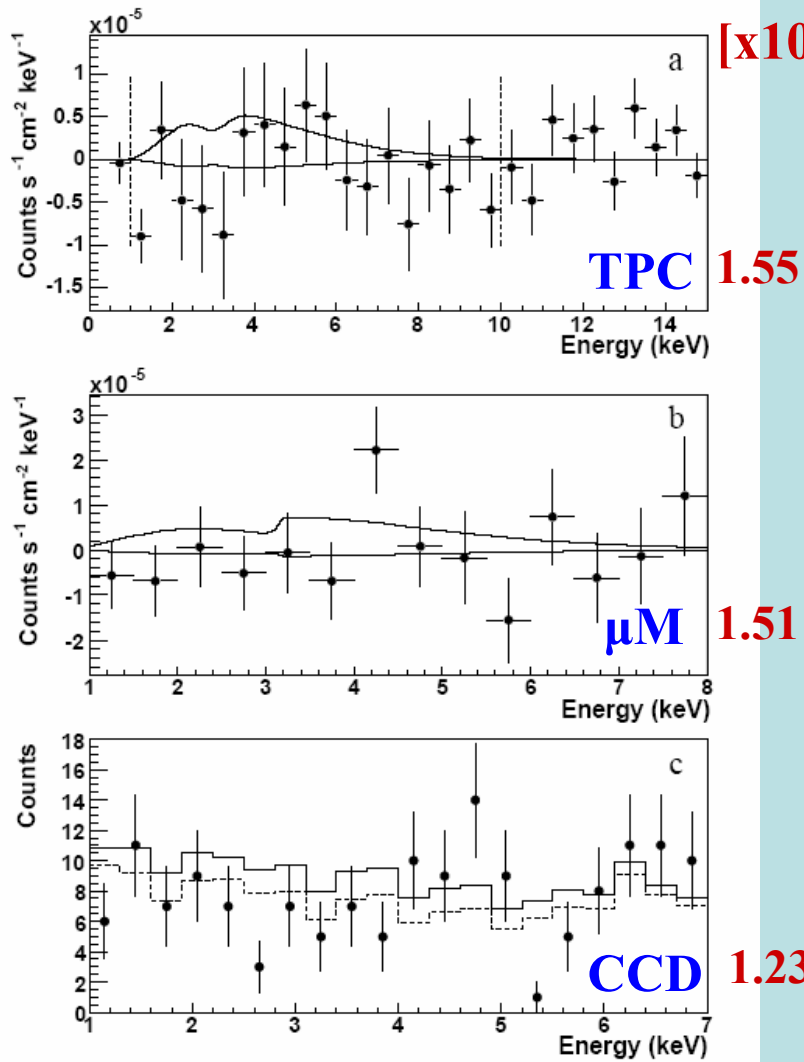 x10⁻⁵
[x10
a
1
0.5
0
-0.5
-1
-1.5
Counts s⁻¹ cm⁻² keV⁻¹
TPC 1.55
0 2 4 6 8 10 12 14
Energy (keV)
x10⁻⁵
b
3
2
1
0
-1
-2
Counts s⁻¹ cm⁻² keV⁻¹
µM 1.51
1 2 3 4 5 6 7 8
Energy (keV)
c
18
16
14
12
10
8
6
4
2
0
Counts
CCD 1.23
1 2 3 4 5 6 7
Energy (keV)